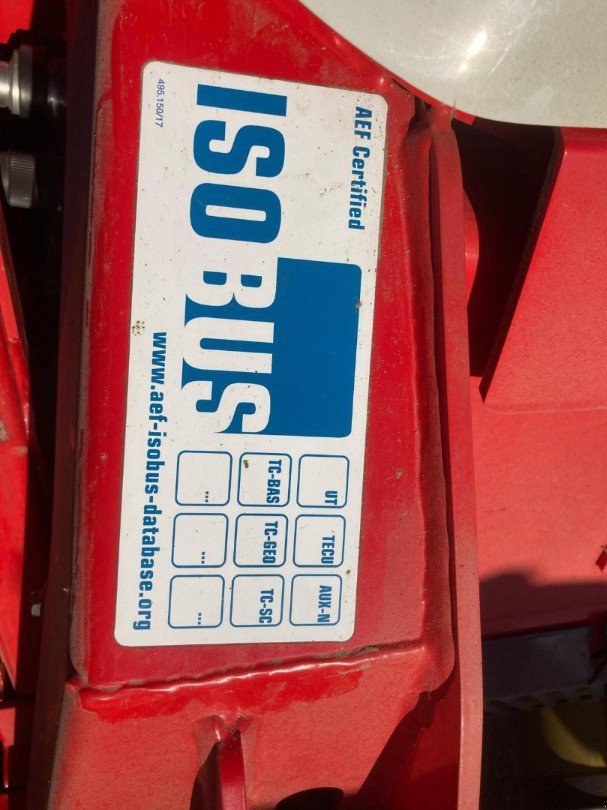 AEF Certified
ISOBUS
UT TECU AUX-N
TC-BAS TC-GEO TC-SC
... ... ...
www.aef-isobus-database.org
495.150/17